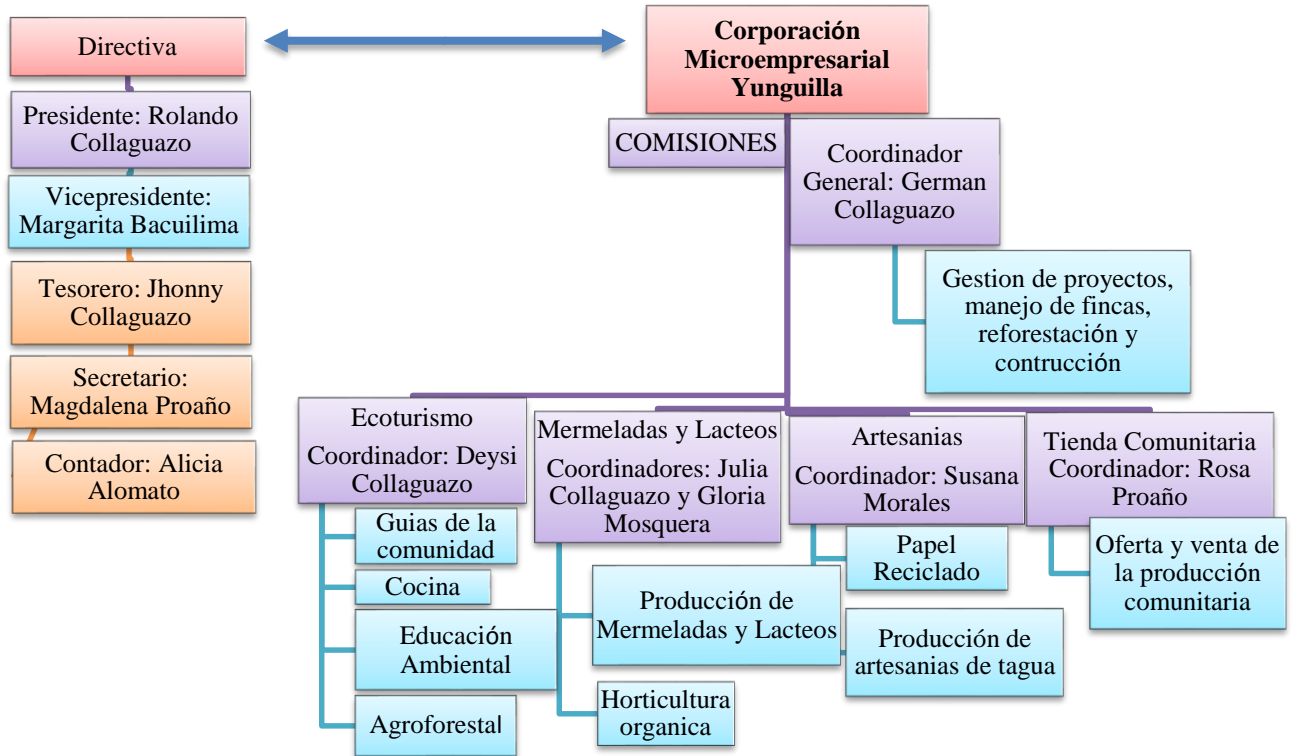 Directiva
Presidente: Rolando
Collaguazo
Vicepresidente:
Margarita Bacuilima
Tesorero: Jhonny
Collaguazo
Secretario:
Magdalena Proaño
Contador: Alicia
Alomato
Corporación
Microempresarial
Yunguilla
COMISIONES
Coordinador
General: German
Collaguazo
Gestion de proyectos,
manejo de fincas,
reforestación y
contrucción
Ecoturismo
Coordinador: Deysi
Collaguazo
Guias de la
comunidad
Cocina
Educación
Ambiental
Agroforestal
Mermeladas y Lacteos
Coordinadores: Julia
Collaguazo y Gloria
Mosquera
Producción de
Mermeladas y Lacteos
Horticultura
organica
Artesanias
Coordinador: Susana
Morales
Papel
Reciclado
Producción de
artesanias de tagua
Tienda Comunitaria
Coordinador: Rosa
Proaño
Oferta y venta de
la producción
comunitaria